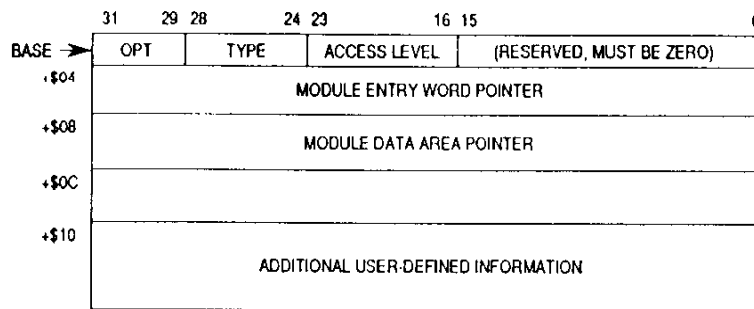 31 29 28 24 23 16 15
BASE OPT TYPE ACCESS LEVEL (RESERVED, MUST BE ZERO)
+$04 MODULE ENTRY WORD POINTER
+$08 MODULE DATA AREA POINTER
+$0C
+$10
ADDITIONAL USER-DEFINED INFORMATION